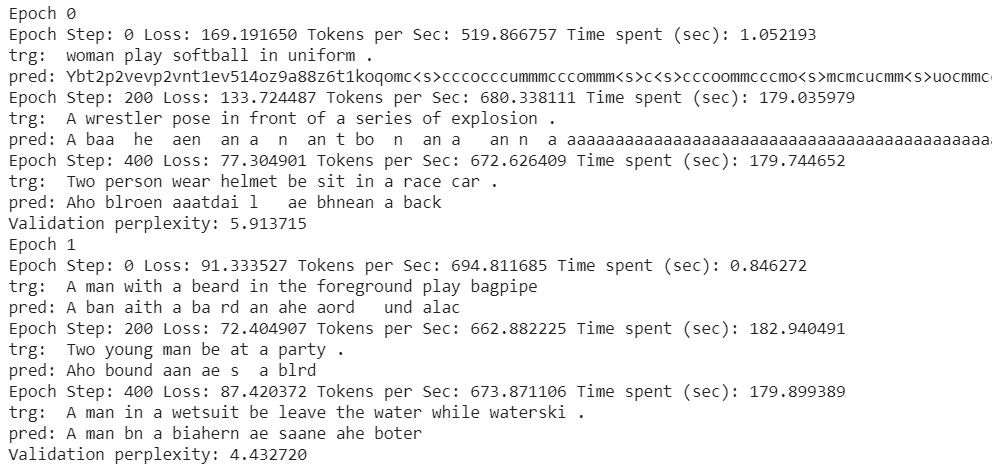 Epoch 0
Epoch Step: 0 Loss: 169.191650 Tokens per Sec: 519.866757 Time spent (sec): 1.052193
trg:  woman play softball in uniform .
pred: Ybt2p2vevp2vnt1ev514oz9a88z6t1koqomc<s>cccocccummmcccommm<s>c<s>cccoommcccmo<s>mcmcucmm<s>uocmmc
Epoch Step: 200 Loss: 133.724487 Tokens per Sec: 680.338111 Time spent (sec): 179.035979
trg:  A wrestler pose in front of a series of explosion .
pred: A baa  he  aen  an a  n  an t bo  n  an a   an n  a aaaaaaaaaaaaaaaaaaaaaaaaaaaaaaaaaaaaaaaaaaaa
Epoch Step: 400 Loss: 77.304901 Tokens per Sec: 672.626409 Time spent (sec): 179.744652
trg:  Two person wear helmet be sit in a race car .
pred: Aho blroen aaatdai l   ae bhnean a back
Validation perplexity: 5.913715
Epoch 1
Epoch Step: 0 Loss: 91.333527 Tokens per Sec: 694.811685 Time spent (sec): 0.846272
trg:  A man with a beard in the foreground play bagpipe
pred: A ban aith a ba rd an ahe aord   und alac
Epoch Step: 200 Loss: 72.404907 Tokens per Sec: 662.882225 Time spent (sec): 182.940491
trg:  Two young man be at a party .
pred: Aho bound aan ae s  a blrd
Epoch Step: 400 Loss: 87.420372 Tokens per Sec: 673.871106 Time spent (sec): 179.899389
trg:  A man in a wetsuit be leave the water while waterski .
pred: A man bn a biahern ae saane ahe boter
Validation perplexity: 4.432720